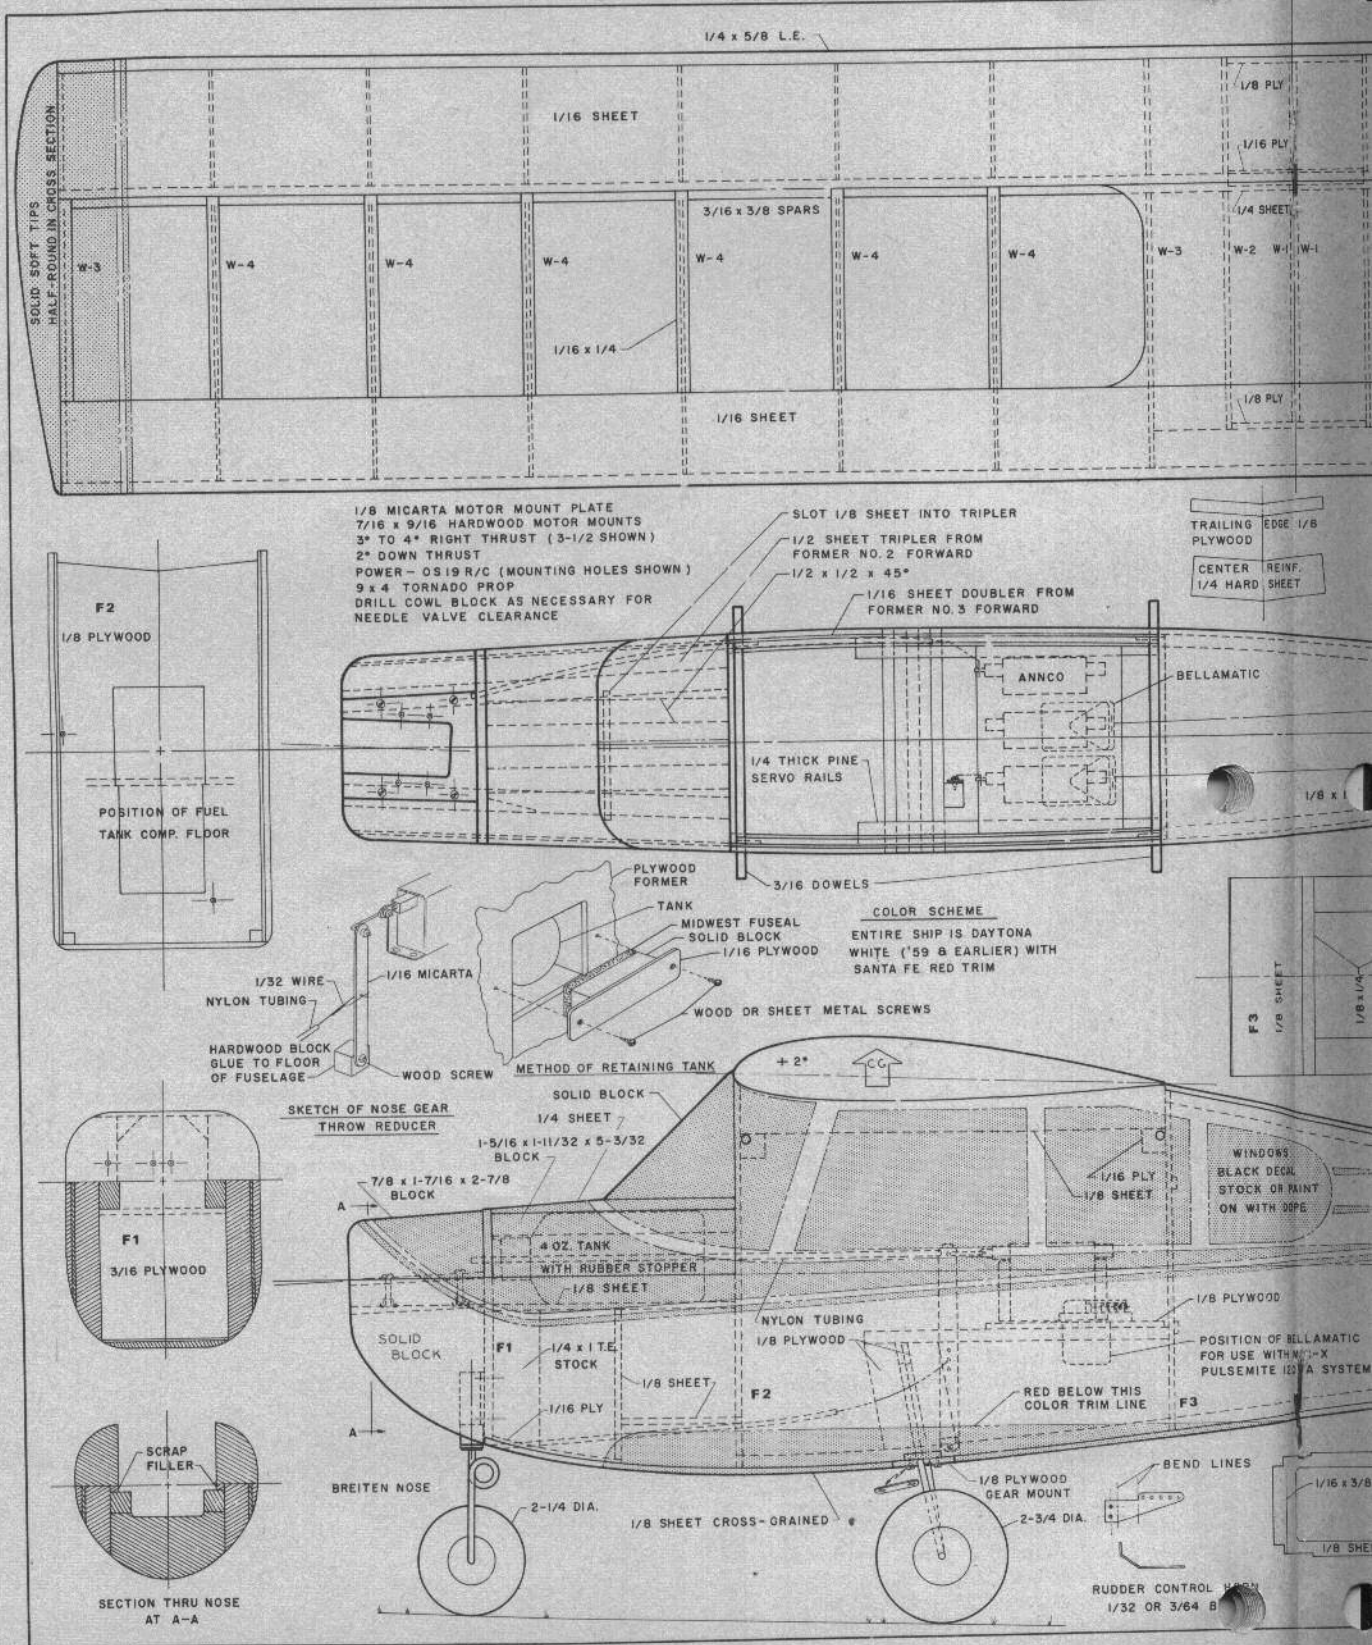 1/4 x 5/8 L.E.
SOLID SOFT TIPS
HALF-ROUND IN CROSS SECTION
1/16 SHEET
1/8 PLY
1/16 PLY
3/16 x 3/8 SPARS
1/4 SHEET
W-3
W-4
W-4
W-4
W-4
W-4
W-4
W-3
W-2
W-1
W-1
1/16 x 1/4
1/16 SHEET
1/8 PLY
1/8 MICARTA MOTOR MOUNT PLATE
7/16 x 9/16 HARDWOOD MOTOR MOUNTS
3° TO 4° RIGHT THRUST (3-1/2 SHOWN)
2° DOWN THRUST
POWER - OS 19 R/C (MOUNTING HOLES SHOWN)
9 x 4 TORNADO PROP
DRILL COWL BLOCK AS NECESSARY FOR
NEEDLE VALVE CLEARANCE
SLOT 1/8 SHEET INTO TRIPLER
1/2 SHEET TRIPLER FROM
FORMER NO. 2 FORWARD
1/2 x 1/2 x 45°
1/16 SHEET DOUBLER FROM
FORMER NO. 3 FORWARD
TRAILING EDGE 1/8
PLYWOOD
CENTER REINF.
1/4 HARD SHEET
F2
1/8 PLYWOOD
POSITION OF FUEL
TANK COMP. FLOOR
ANNCO
BELLAMATIC
1/4 THICK PINE
SERVO RAILS
1/8 x
3/16 DOWELS
PLYWOOD
FORMER
TANK
MIDWEST FUSEAL
SOLID BLOCK
1/16 PLYWOOD
WOOD OR SHEET METAL SCREWS
METHOD OF RETAINING TANK
COLOR SCHEME
ENTIRE SHIP IS DAYTONA
WHITE ('59 & EARLIER) WITH
SANTA FE RED TRIM
1/32 WIRE
NYLON TUBING
1/16 MICARTA
HARDWOOD BLOCK
GLUE TO FLOOR
OF FUSELAGE
WOOD SCREW
SKETCH OF NOSE GEAR
THROW REDUCER
F3
1/8 SHEET
1/8 x 1/4
+ 2°
CG
SOLID BLOCK
1/4 SHEET
1-5/16 x 1-11/32 x 5-3/32
BLOCK
7/8 x 1-7/16 x 2-7/8
BLOCK
A
F1
3/16 PLYWOOD
4 OZ. TANK
WITH RUBBER STOPPER
1/8 SHEET
1/16 PLY
1/8 SHEET
WINDOWS
BLACK DECAL
STOCK OR PAINT
ON WITH DOPE
NYLON TUBING
1/8 PLYWOOD
1/8 PLYWOOD
POSITION OF BELLAMATIC
FOR USE WITH
PULSEMITE A SYSTEM
SOLID
BLOCK
F1
1/4 x 1 T.E.
STOCK
1/8 SHEET
F2
RED BELOW THIS
COLOR TRIM LINE
F3
1/16 PLY
A
SCRAP
FILLER
BREITEN NOSE
2-1/4 DIA.
1/8 SHEET CROSS-GRAINED
1/8 PLYWOOD
GEAR MOUNT
2-3/4 DIA.
BEND LINES
1/16 x 3/8
RUDDER CONTROL
1/32 OR 3/64
SECTION THRU NOSE
AT A-A